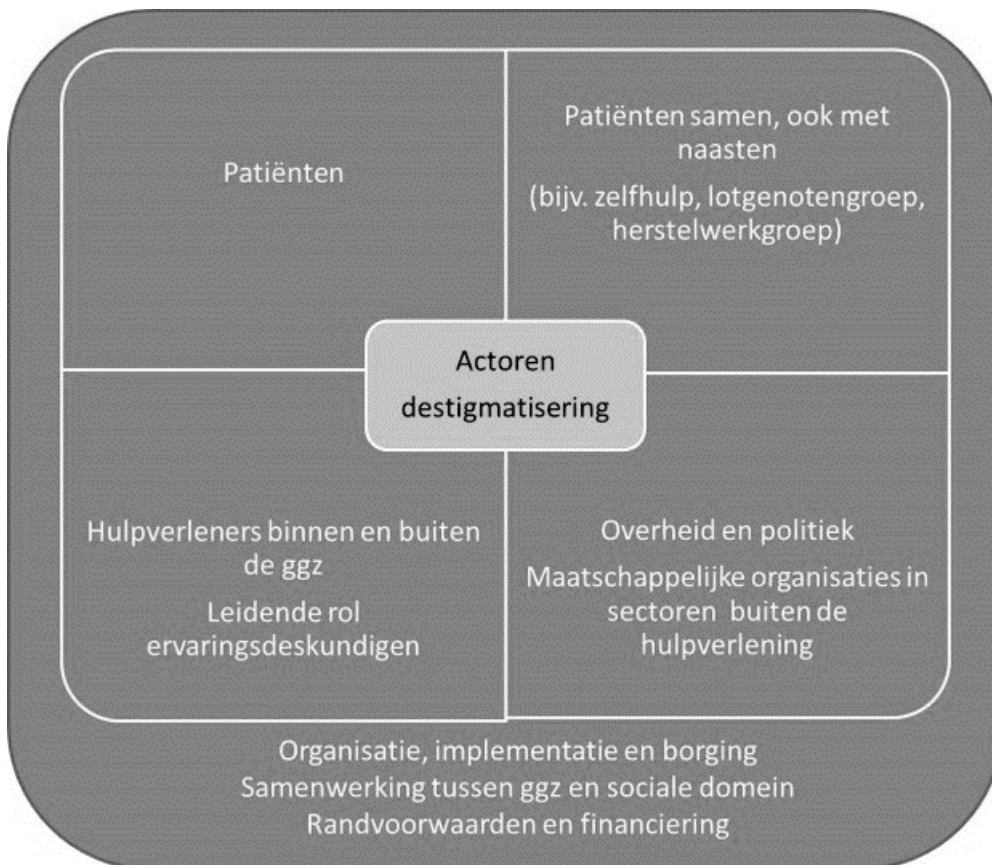 Patiënten
Patiënten samen, ook met
naasten
(bijv. zelfhulp, lotgenotengroep,
herstelwerkgroep)
Actoren
destigmatisering
Hulpverleners binnen en buiten
de ggz
Leidende rol
ervaringsdeskundigen
Overheid en politiek
Maatschappelijke organisaties in
sectoren buiten de
hulpverlening
Organisatie, implementatie en borging
Samenwerking tussen ggz en sociale domein
Randvoorwaarden en financiering